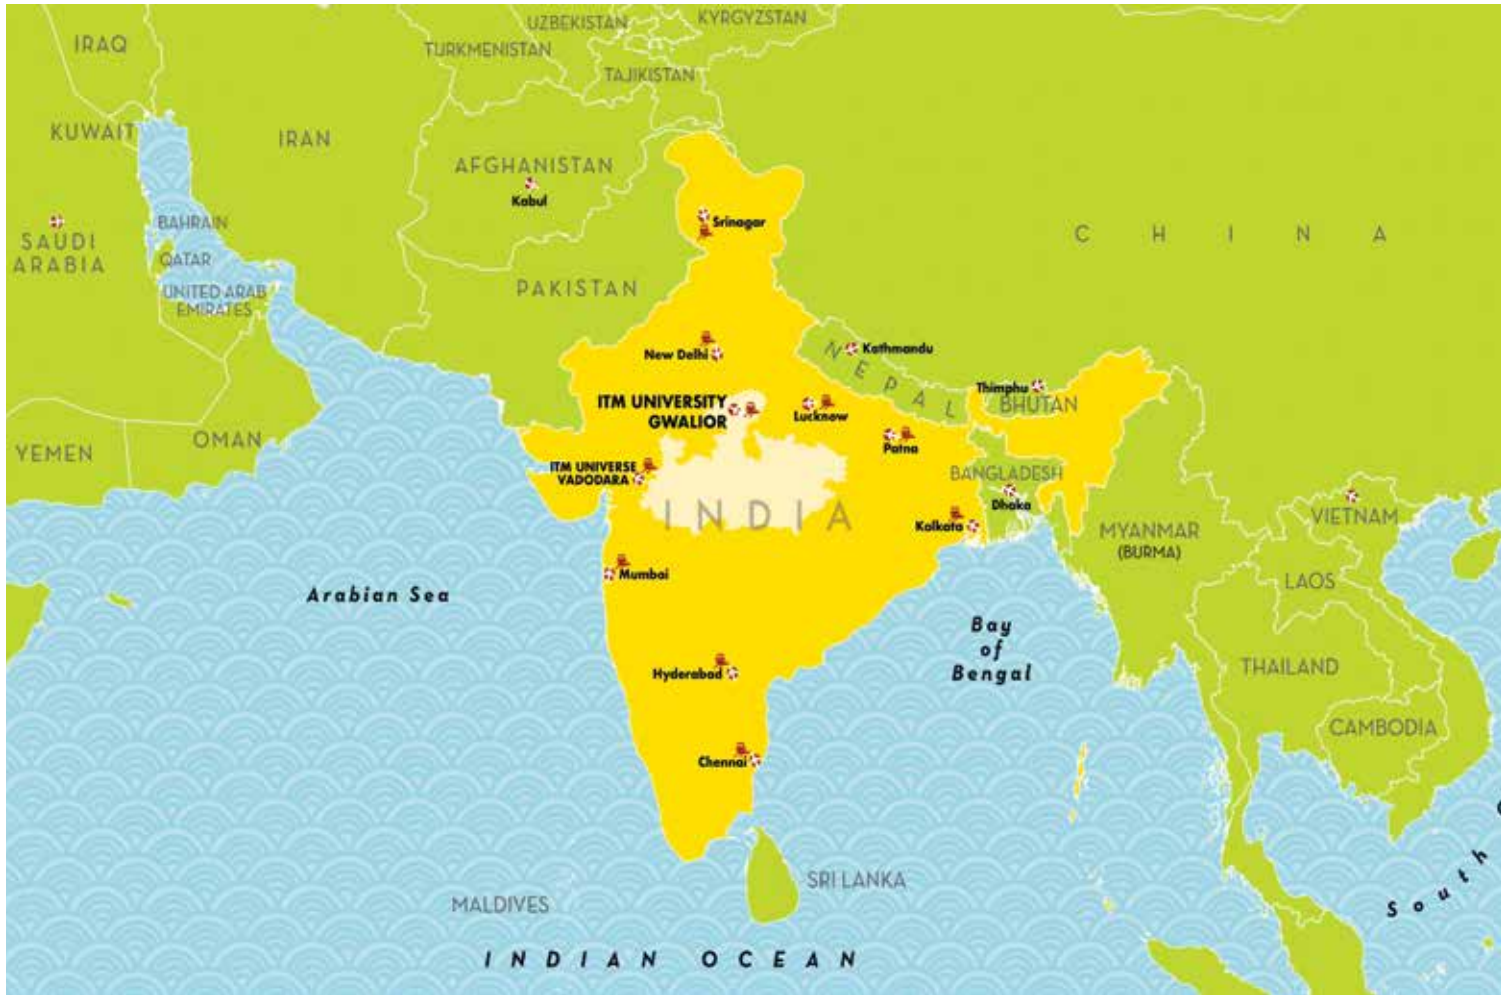 UZBEKISTAN
KYRGYZSTAN
IRAQ
TURKMENISTAN
TAJIKISTAN
KUWAIT
IRAN
AFGHANISTAN
Kabul
BAHRAIN
Srinagar
SAUDI
ARABIA
QATAR
CHINA
UNITED ARAB
EMIRATES
PAKISTAN
New Delhi
NEPAL
Kathmandu
Thimphu
BHUTAN
ITM UNIVERSITY
GWALIOR
Lucknow
OMAN
YEMEN
Patna
ITM UNIVERSE
VADODARA
BANGLADESH
Dhaka
INDIA
Kolkata
VIETNAM
MYANMAR
(BURMA)
Mumbai
LAOS
Arabian Sea
Bay
of
Bengal
THAILAND
Hyderabad
CAMBODIA
Chennai
SRI LANKA
MALDIVES
South
INDIAN OCEAN